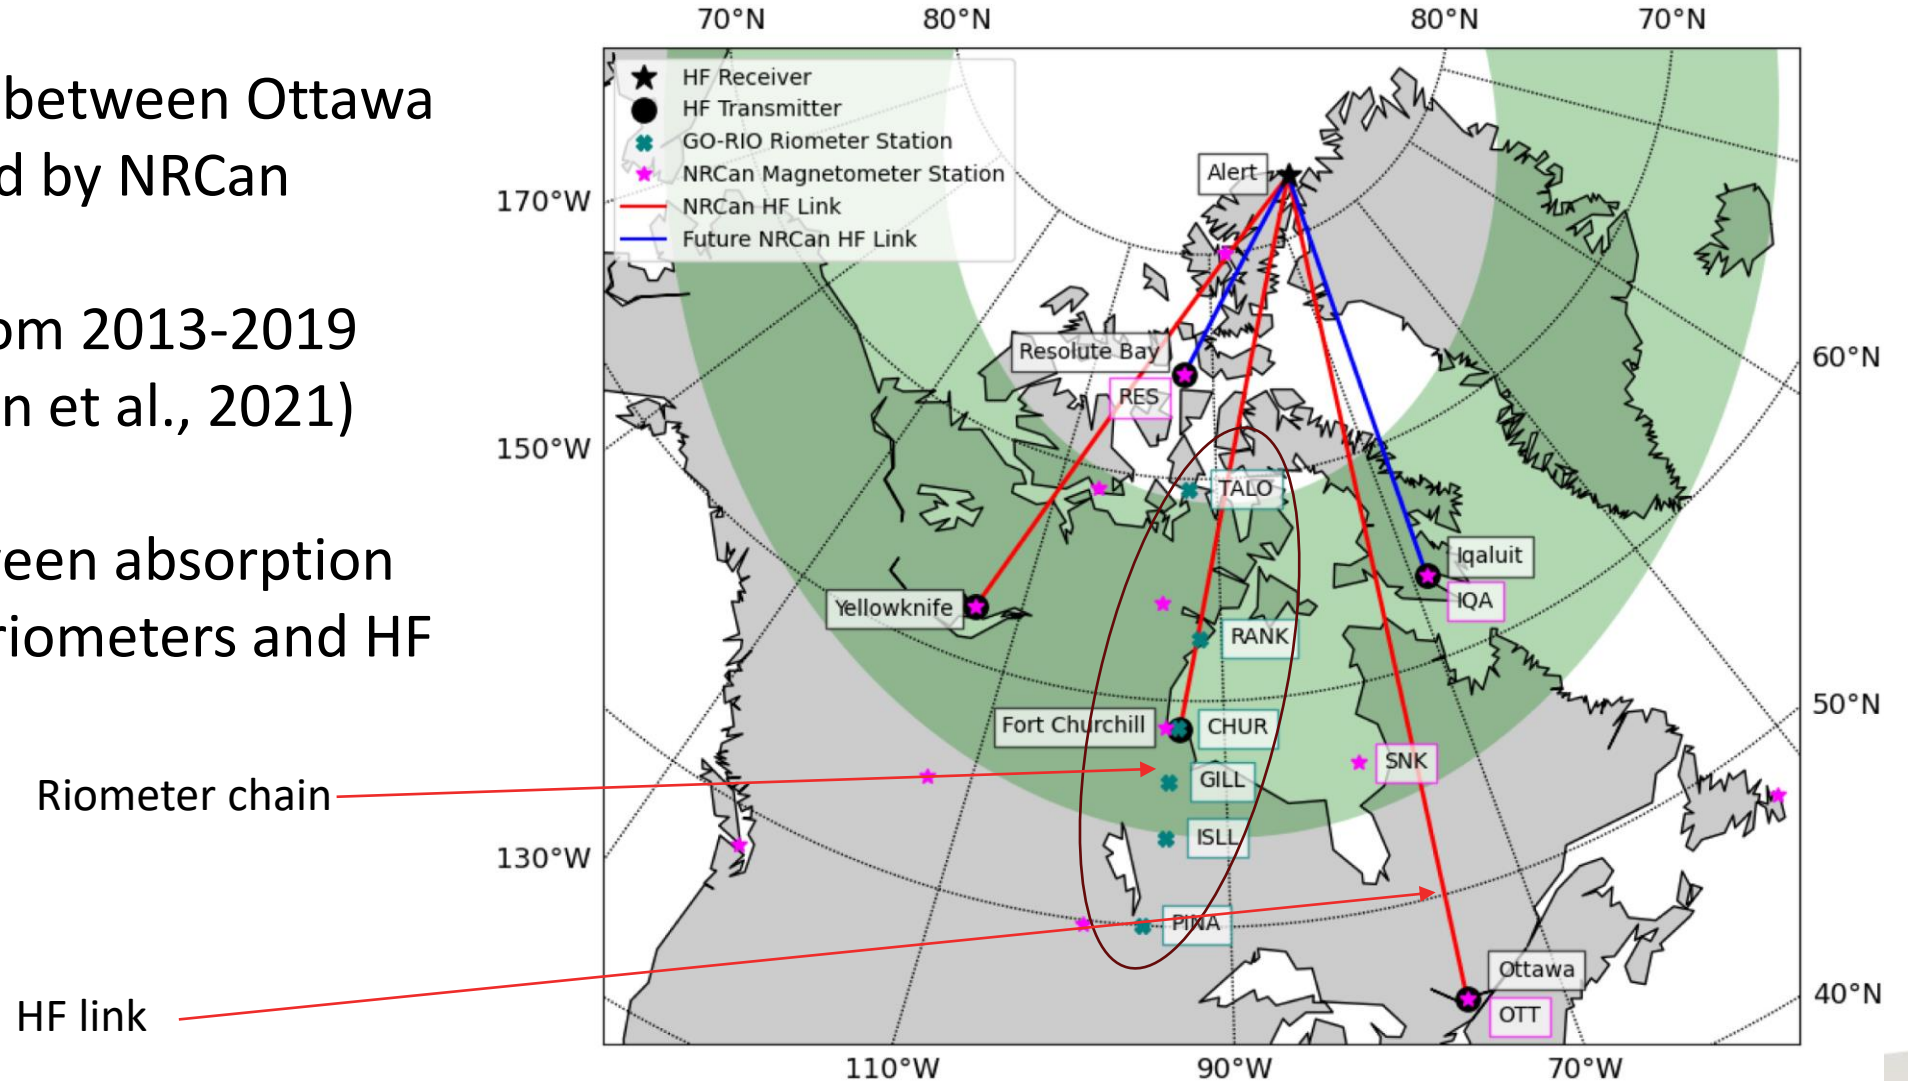 between Ottawa
d by NRCan
om 2013-2019
n et al., 2021)
veen absorption
riometers and HF
Riometer chain
HF link
70°N 80°N 80°N 70°N
HF Receiver
HF Transmitter
GO-RIO Riometer Station
NRCan Magnetometer Station
NRCan HF Link
Future NRCan HF Link
170°W
150°W
130°W
Alert
Resolute Bay
RES
TALO
Iqaluit
IQA
Yellowknife
RANK
Fort Churchill
CHUR
SNK
GILL
ISLL
PINA
Ottawa
OTT
60°N
50°N
40°N
110°W 90°W 70°W